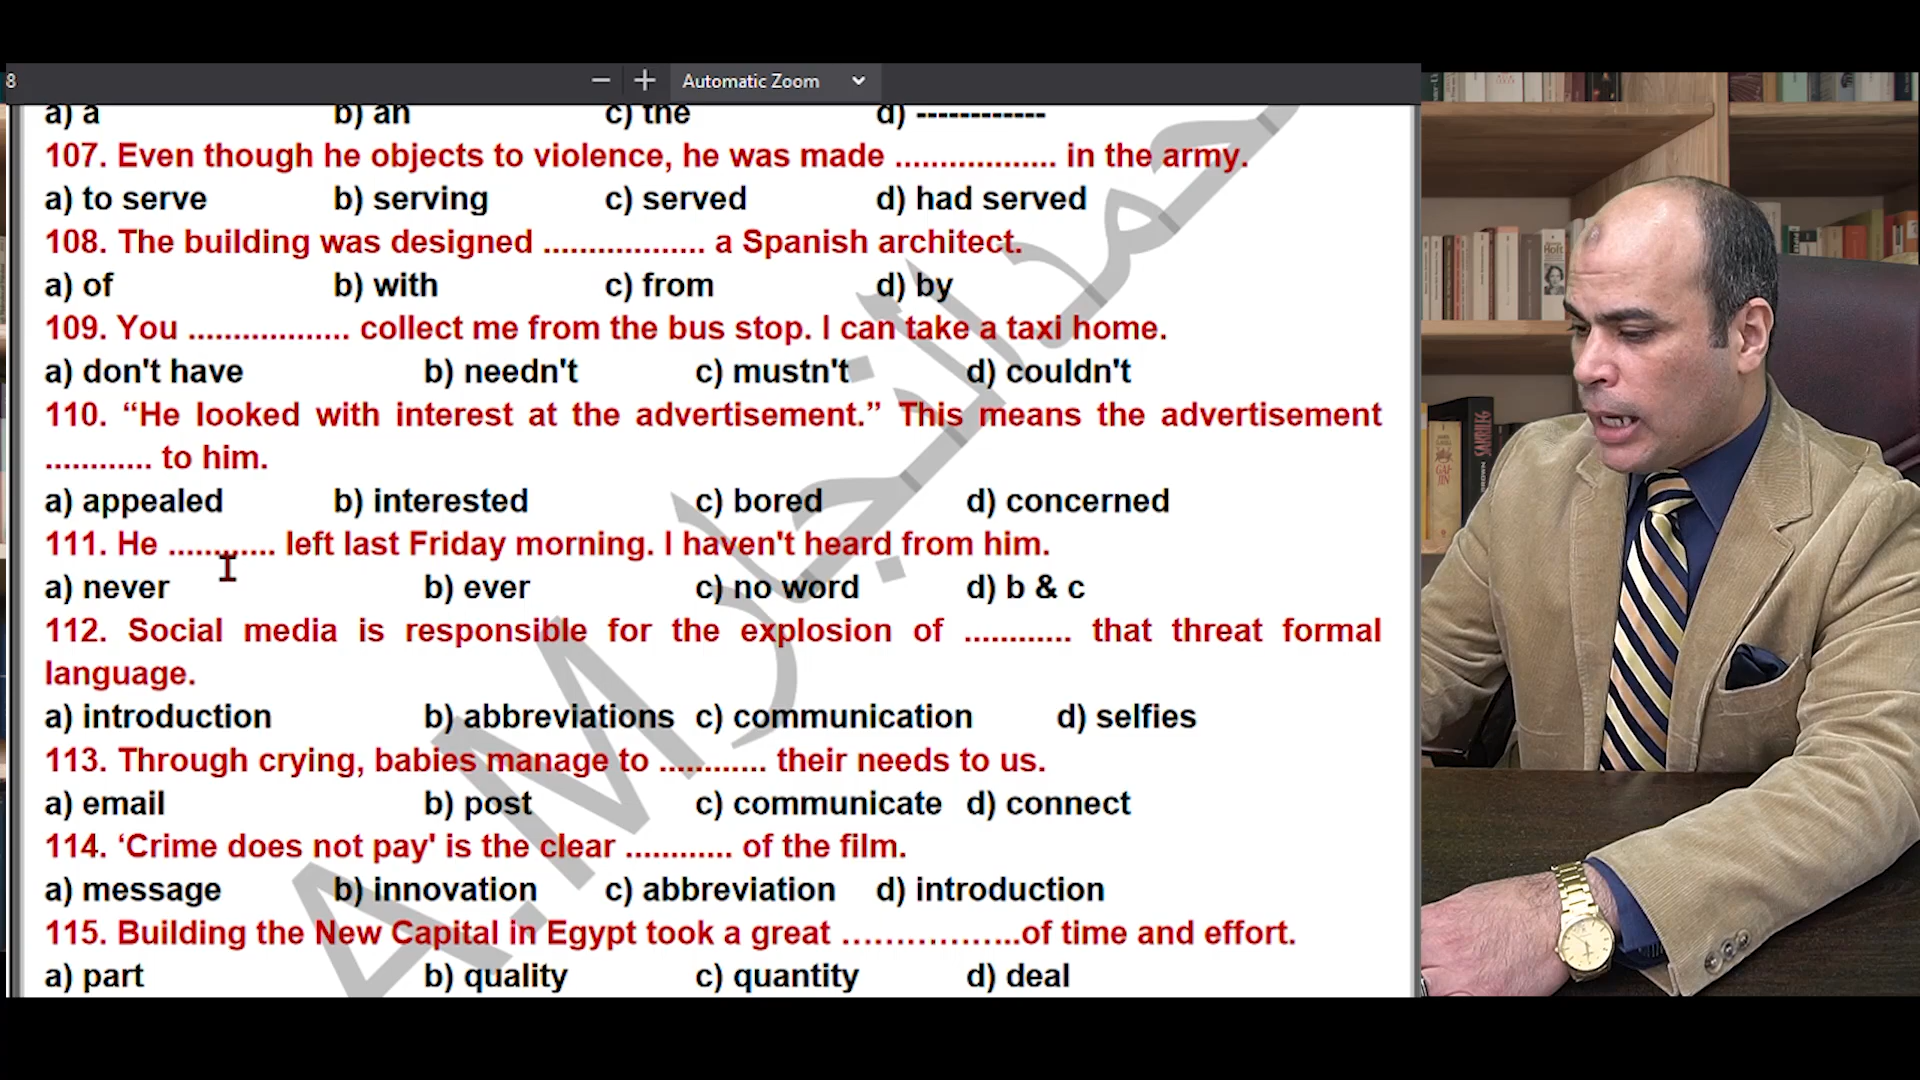 8
Automatic Zoom
a) a b) an c) the d) ------------
107. Even though he objects to violence, he was made .................. in the army.
a) to serve b) serving c) served d) had served
108. The building was designed .................. a Spanish architect.
a) of b) with c) from d) by
109. You .................. collect me from the bus stop. I can take a taxi home.
a) don't have b) needn't c) mustn't d) couldn't
110. “He looked with interest at the advertisement.” This means the advertisement
............ to him.
a) appealed b) interested c) bored d) concerned
111. He ............ left last Friday morning. I haven't heard from him.
a) never b) ever c) no word d) b & c
112. Social media is responsible for the explosion of ............ that threat formal
language.
a) introduction b) abbreviations c) communication d) selfies
113. Through crying, babies manage to ............ their needs to us.
a) email b) post c) communicate d) connect
114. ‘Crime does not pay' is the clear ............ of the film.
a) message b) innovation c) abbreviation d) introduction
115. Building the New Capital in Egypt took a great ……………..of time and effort.
a) part b) quality c) quantity d) deal